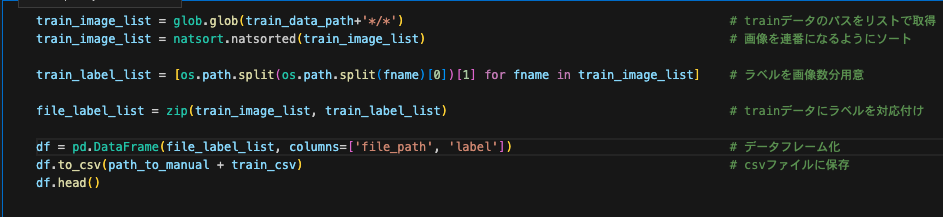 train_image_list = glob.glob(train_data_path+'*/*') # trainデータのパスをリストで取得
train_image_list = natsort.natsorted(train_image_list) # 画像を連番になるようにソート
train_label_list = [os.path.split(os.path.split(fname)[0])[1] for fname in train_image_list] # ラベルを画像数分用意
file_label_list = zip(train_image_list, train_label_list) # trainデータにラベルを対応付け
df = pd.DataFrame(file_label_list, columns=['file_path', 'label']) # データフレーム化
df.to_csv(path_to_manual + train_csv) # csvファイルに保存
df.head()